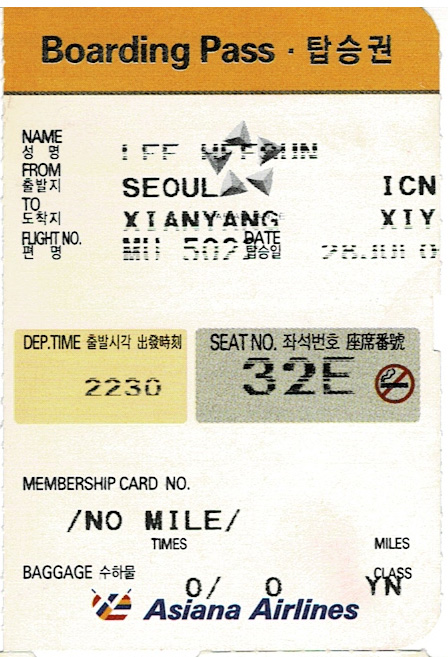 Boarding Pass · 탑승권
NAME
성 명 LEE
FROM
출발지 SEOUL ICN
TO
도착지 XIANYANG XIY
FLIGHT NO. DATE
편 명 MU 탑승일
DEP.TIME 출발시각 出發時刻 SEAT NO. 좌석번호 座席番號
2230 32E
MEMBERSHIP CARD NO.
/NO MILE/
TIMES MILES
BAGGAGE 수하물 0/ 0 CLASS YN
Asiana Airlines